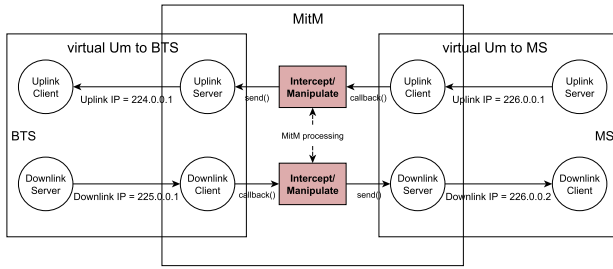 MitM
virtual Um to BTS
virtual Um to MS
Uplink
Client
Uplink
Server
Intercept/
Manipulate
Uplink
Client
Uplink
Server
Uplink IP = 224.0.0.1
send()
callback()
Uplink IP = 226.0.0.1
BTS
MitM processing
MS
Downlink
Server
Downlink
Client
Intercept/
Manipulate
Downlink
Server
Downlink
Client
Downlink IP = 225.0.0.1
callback()
send()
Downlink IP = 226.0.0.2